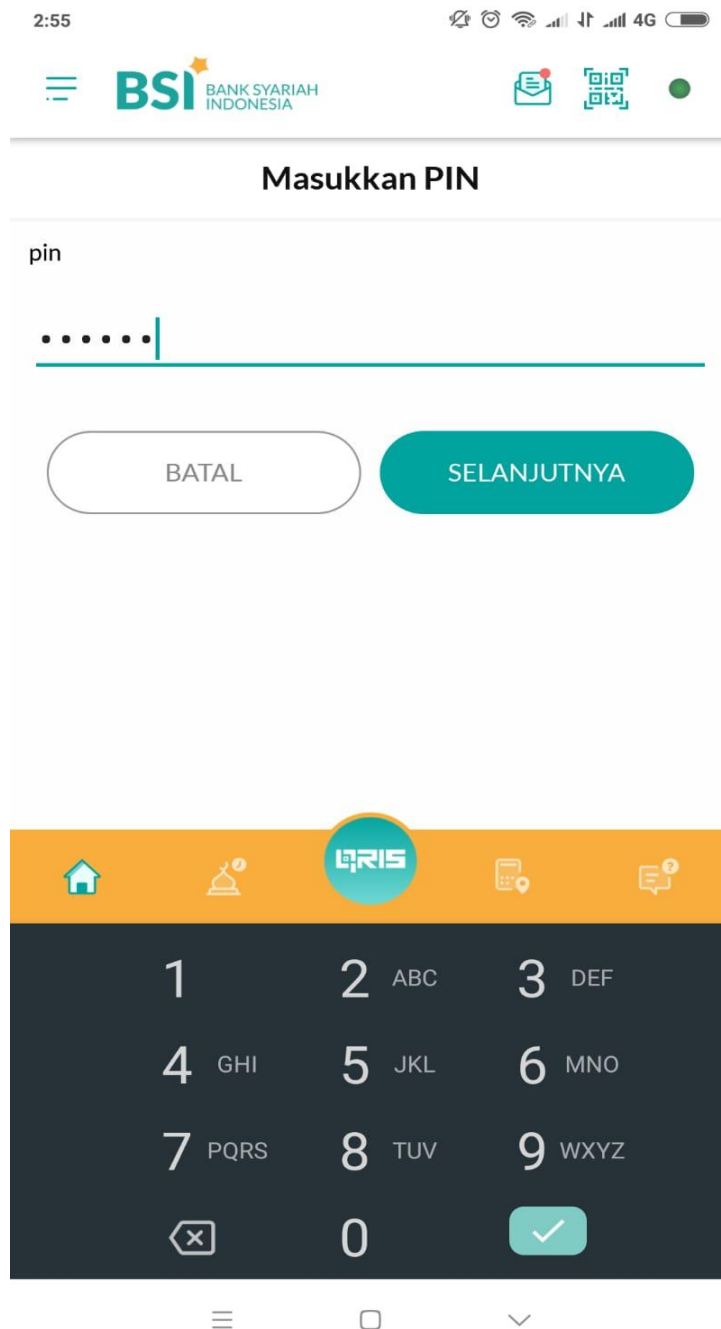 2:55
4G
BSI BANK SYARIAH
INDONESIA
Masukkan PIN
pin
••••••
BATAL
SELANJUTNYA
QRIS
1
2 ABC
3 DEF
4 GHI
5 JKL
6 MNO
7 PQRS
8 TUV
9 WXYZ
0